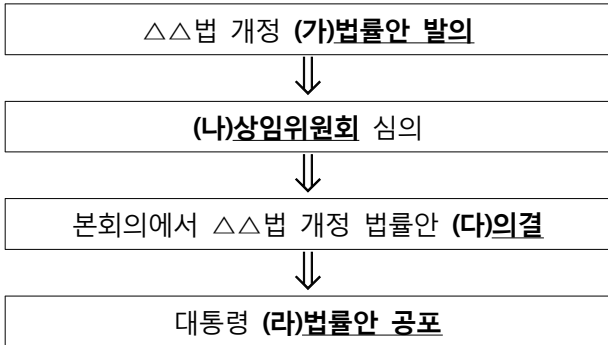 △△법 개정 (가)법률안 발의
(나)상임위원회 심의
본회의에서 △△법 개정 법률안 (다)의결
대통령 (라)법률안 공포